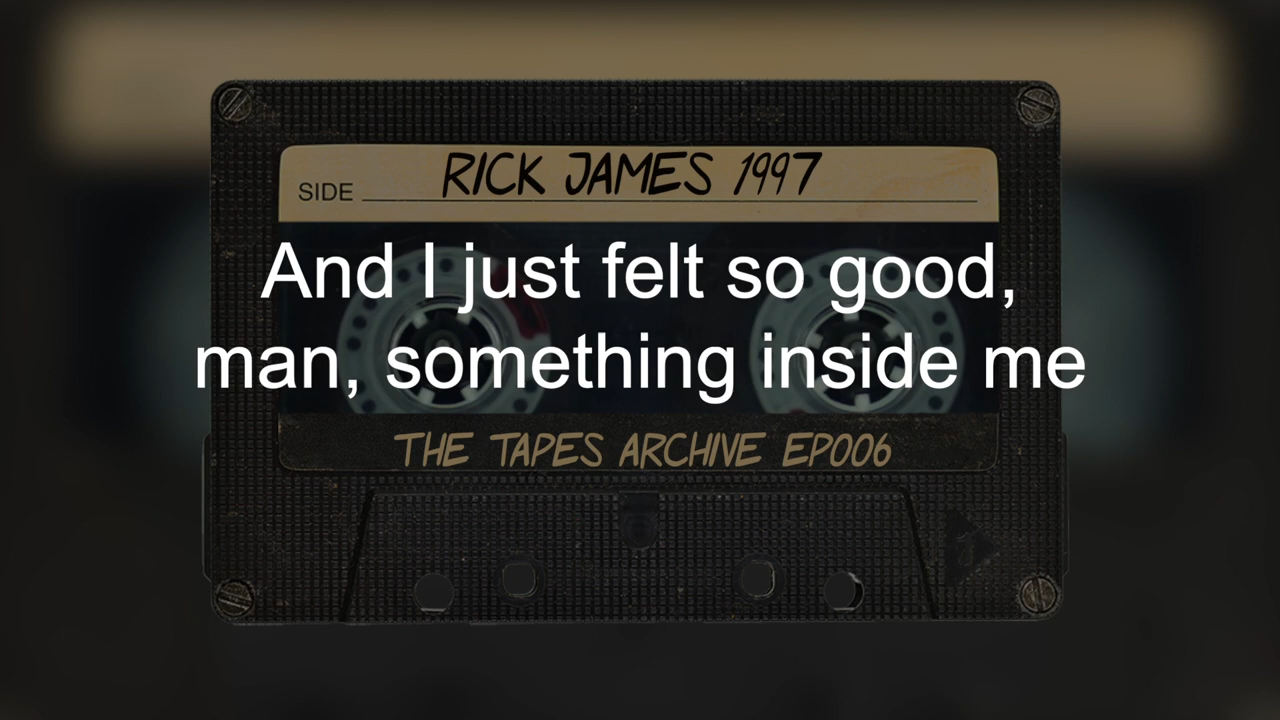 RICK JAMES 1997
SIDE
And I just felt so good,
man, something inside me
THE TAPES ARCHIVE EP006